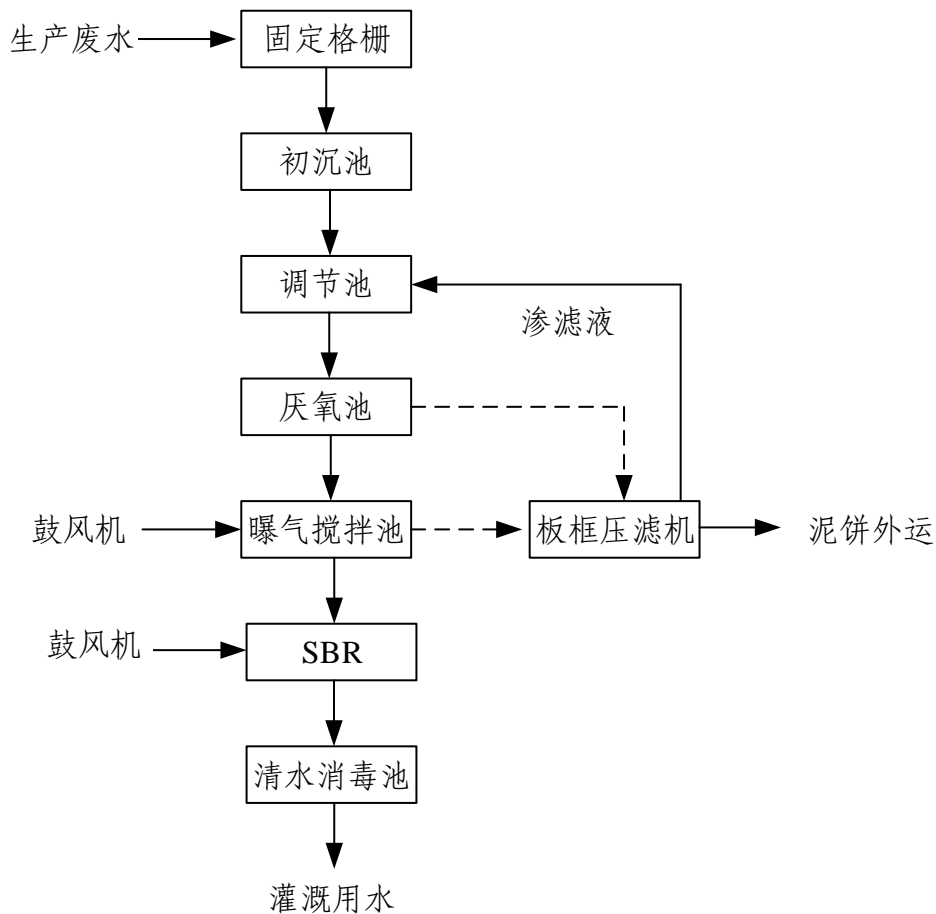 生产废水
固定格栅
初沉池
调节池
渗滤液
厌氧池
鼓风机
曝气搅拌池
板框压滤机
泥饼外运
鼓风机
SBR
清水消毒池
灌溉用水